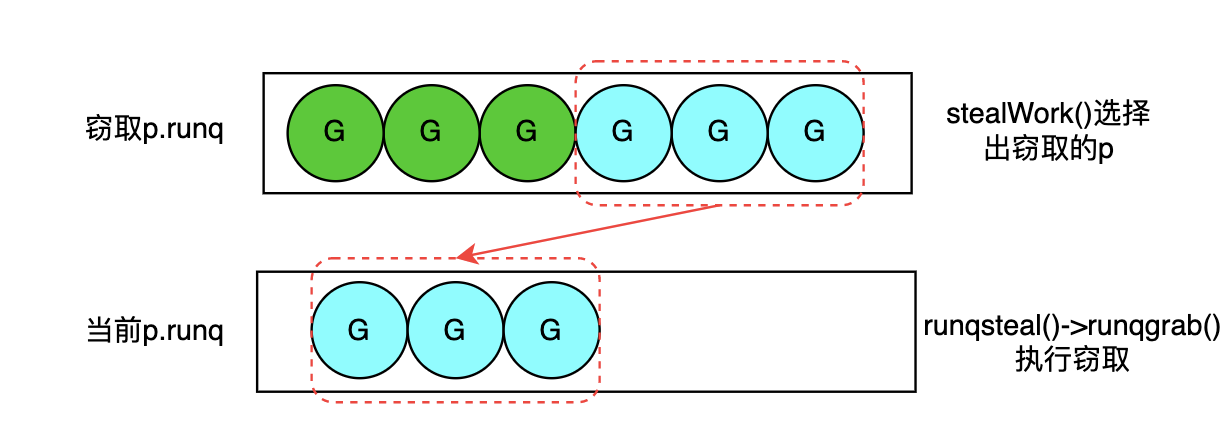 窃取p.runq
G G G G G G
stealWork()选择
出窃取的p
当前p.runq
G G G
runqsteal()->runqgrab()
执行窃取